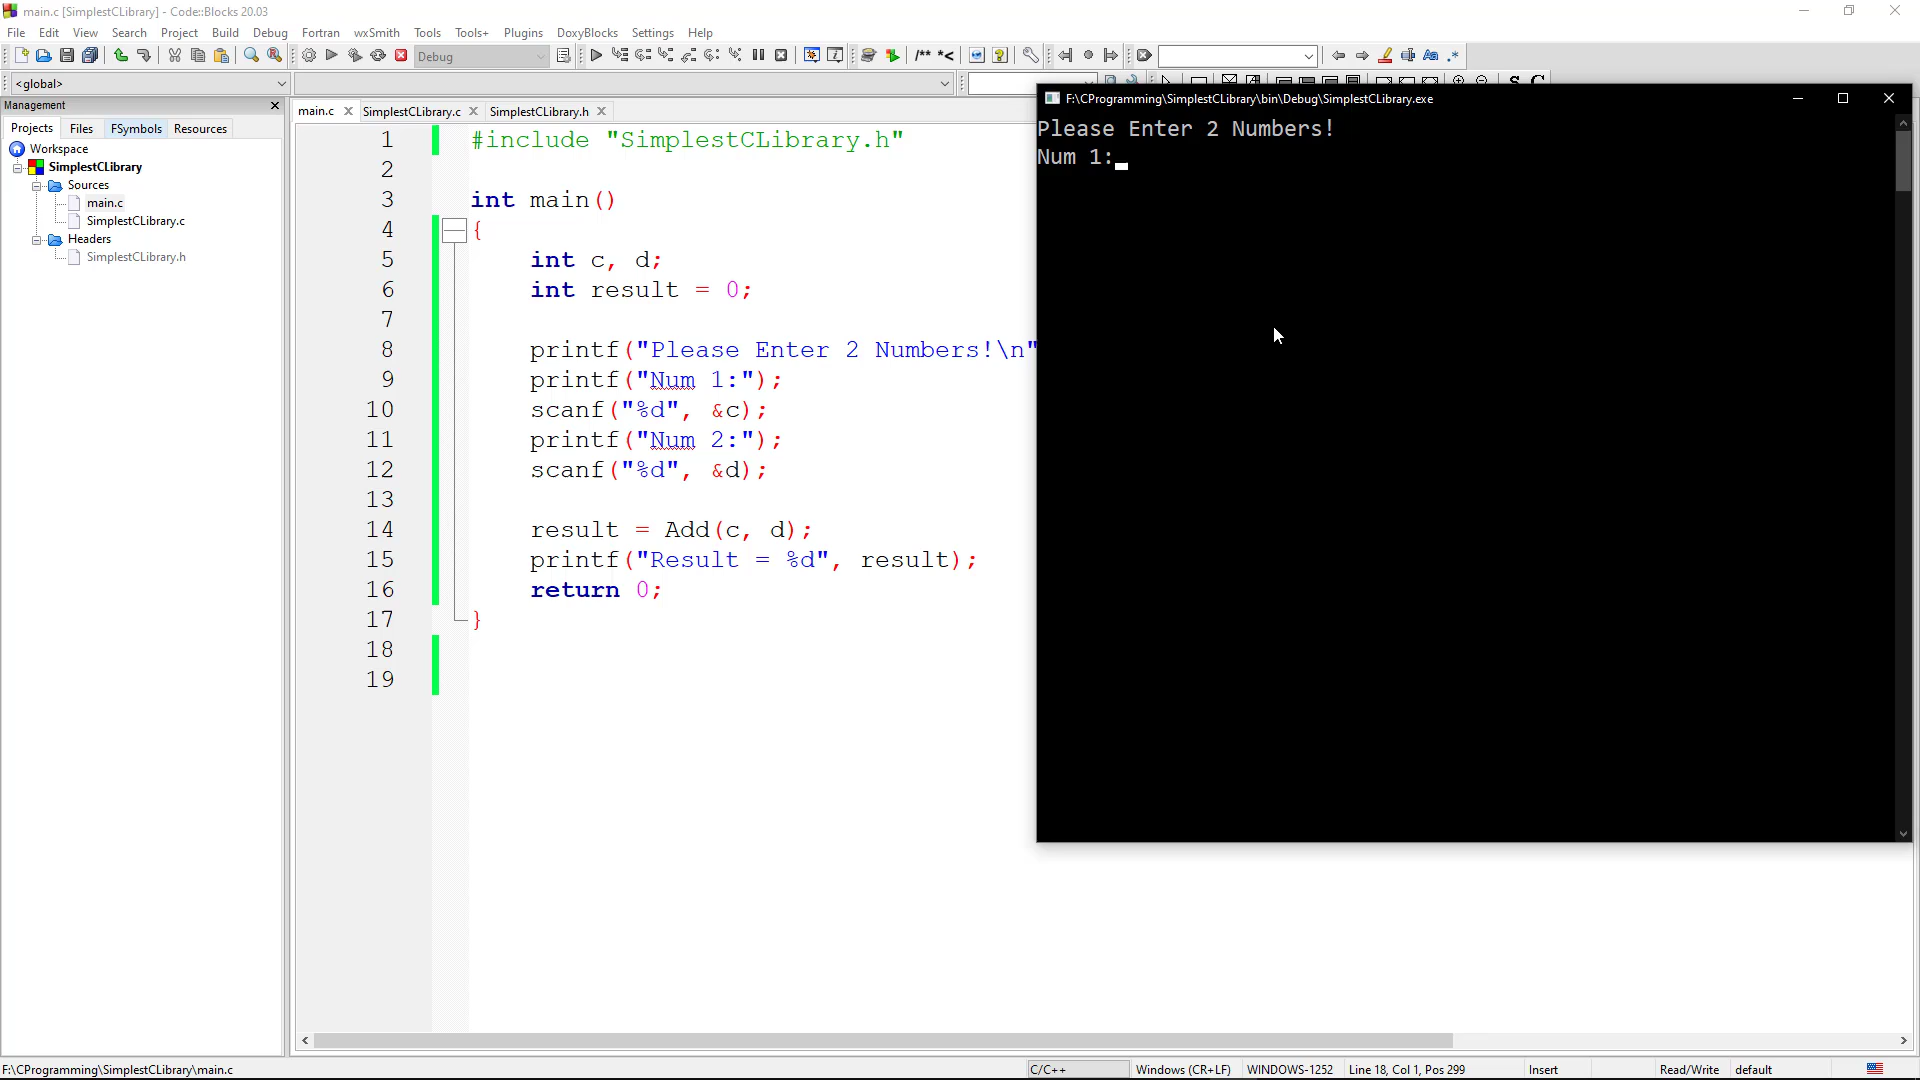 main.c [SimplestCLibrary] - Code::Blocks 20.03
File Edit View Search Project Build Debug Fortran wxSmith Tools Tools+ Plugins DoxyBlocks Settings Help
Debug
/** *<
<global>
S C
Management
Projects Files FSymbols Resources
Workspace
SimplestCLibrary
Sources
main.c
SimplestCLibrary.c
Headers
SimplestCLibrary.h
main.c SimplestCLibrary.c SimplestCLibrary.h
1 #include "SimplestCLibrary.h"
2
3 int main()
4 {
5 int c, d;
6 int result = 0;
7
8 printf("Please Enter 2 Numbers!\n"
9 printf("Num 1:");
10 scanf("%d", &c);
11 printf("Num 2:");
12 scanf("%d", &d);
13
14 result = Add(c, d);
15 printf("Result = %d", result);
16 return 0;
17 }
18
19
F:\CProgramming\SimplestCLibrary\bin\Debug\SimplestCLibrary.exe
Please Enter 2 Numbers!
Num 1:
F:\CProgramming\SimplestCLibrary\main.c C/C++ Windows (CR+LF) WINDOWS-1252 Line 18, Col 1, Pos 299 Insert Read/Write default